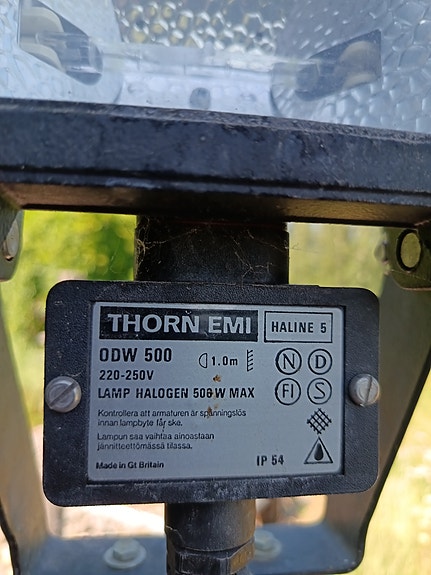 THORN EMI
HALINE 5
ODW 500
1.0m
220-250V
LAMP HALOGEN 500W MAX
N D
FI S
Kontrollera att armaturen är spänningslös
innan lampbyte får ske.
Lampun saa vaihtaa ainoastaan
jännitteettömässä tilassa.
Made in Gt Britain
IP 54